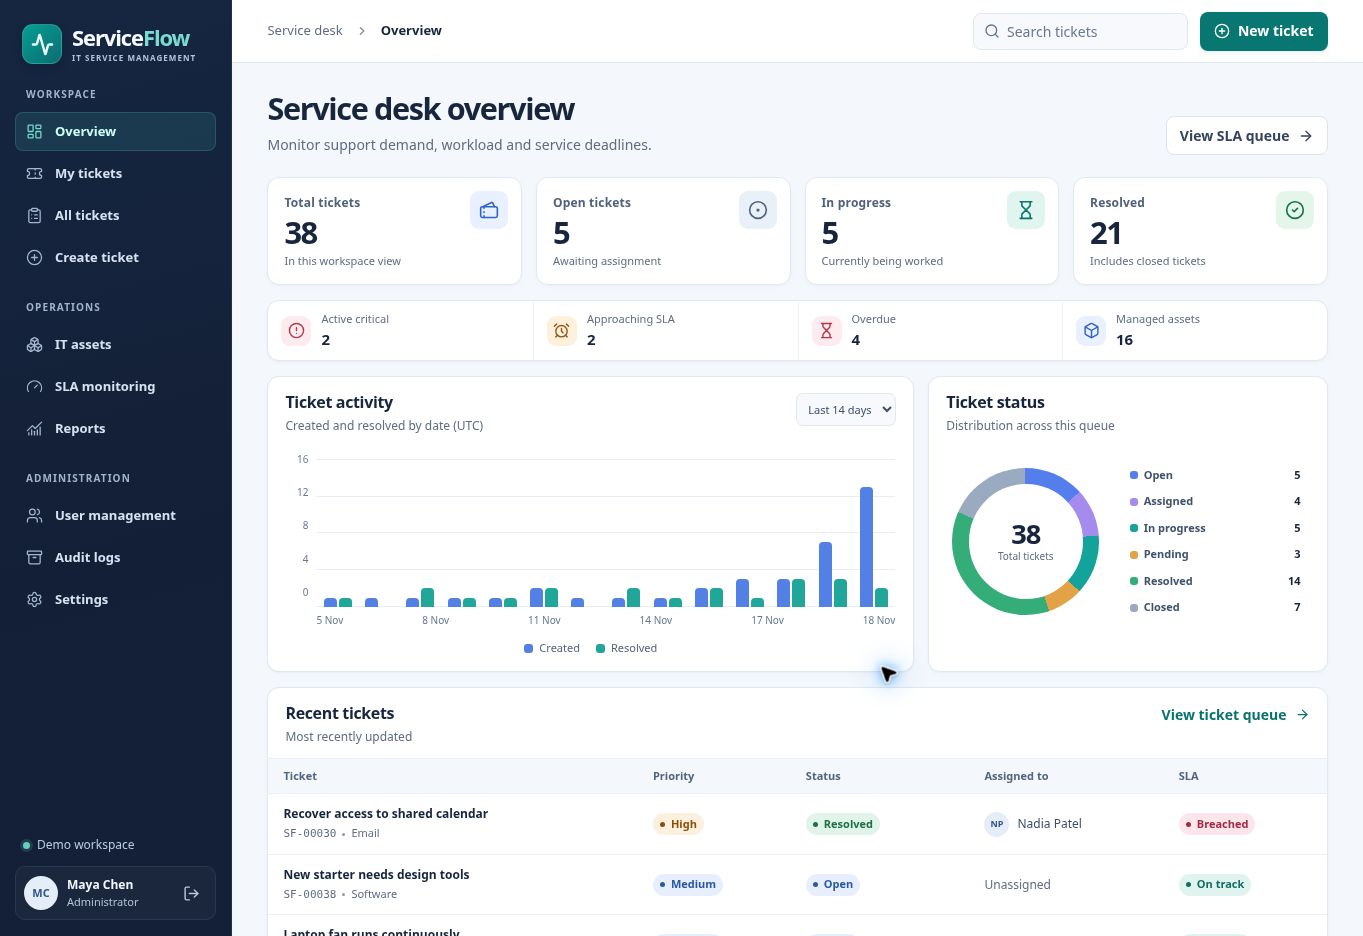 ServiceFlow
IT SERVICE MANAGEMENT
WORKSPACE
Overview
My tickets
All tickets
Create ticket
OPERATIONS
IT assets
SLA monitoring
Reports
ADMINISTRATION
User management
Audit logs
Settings
Demo workspace
MC
Maya Chen
Administrator
Service desk > Overview
Search tickets
New ticket
Service desk overview
Monitor support demand, workload and service deadlines.
View SLA queue →
Total tickets
38
In this workspace view
Open tickets
5
Awaiting assignment
In progress
5
Currently being worked
Resolved
21
Includes closed tickets
Active critical
2
Approaching SLA
2
Overdue
4
Managed assets
16
Ticket activity
Created and resolved by date (UTC)
Last 14 days
16
12
8
4
0
5 Nov 8 Nov 11 Nov 14 Nov 17 Nov 18 Nov
Created Resolved
Ticket status
Distribution across this queue
38
Total tickets
Open 5
Assigned 4
In progress 5
Pending 3
Resolved 14
Closed 7
Recent tickets
Most recently updated
View ticket queue →
Ticket Priority Status Assigned to SLA
Recover access to shared calendar
SF-00030 • Email
High
Resolved
NP Nadia Patel
Breached
New starter needs design tools
SF-00038 • Software
Medium
Open
Unassigned
On track
Laptop fan runs continuously